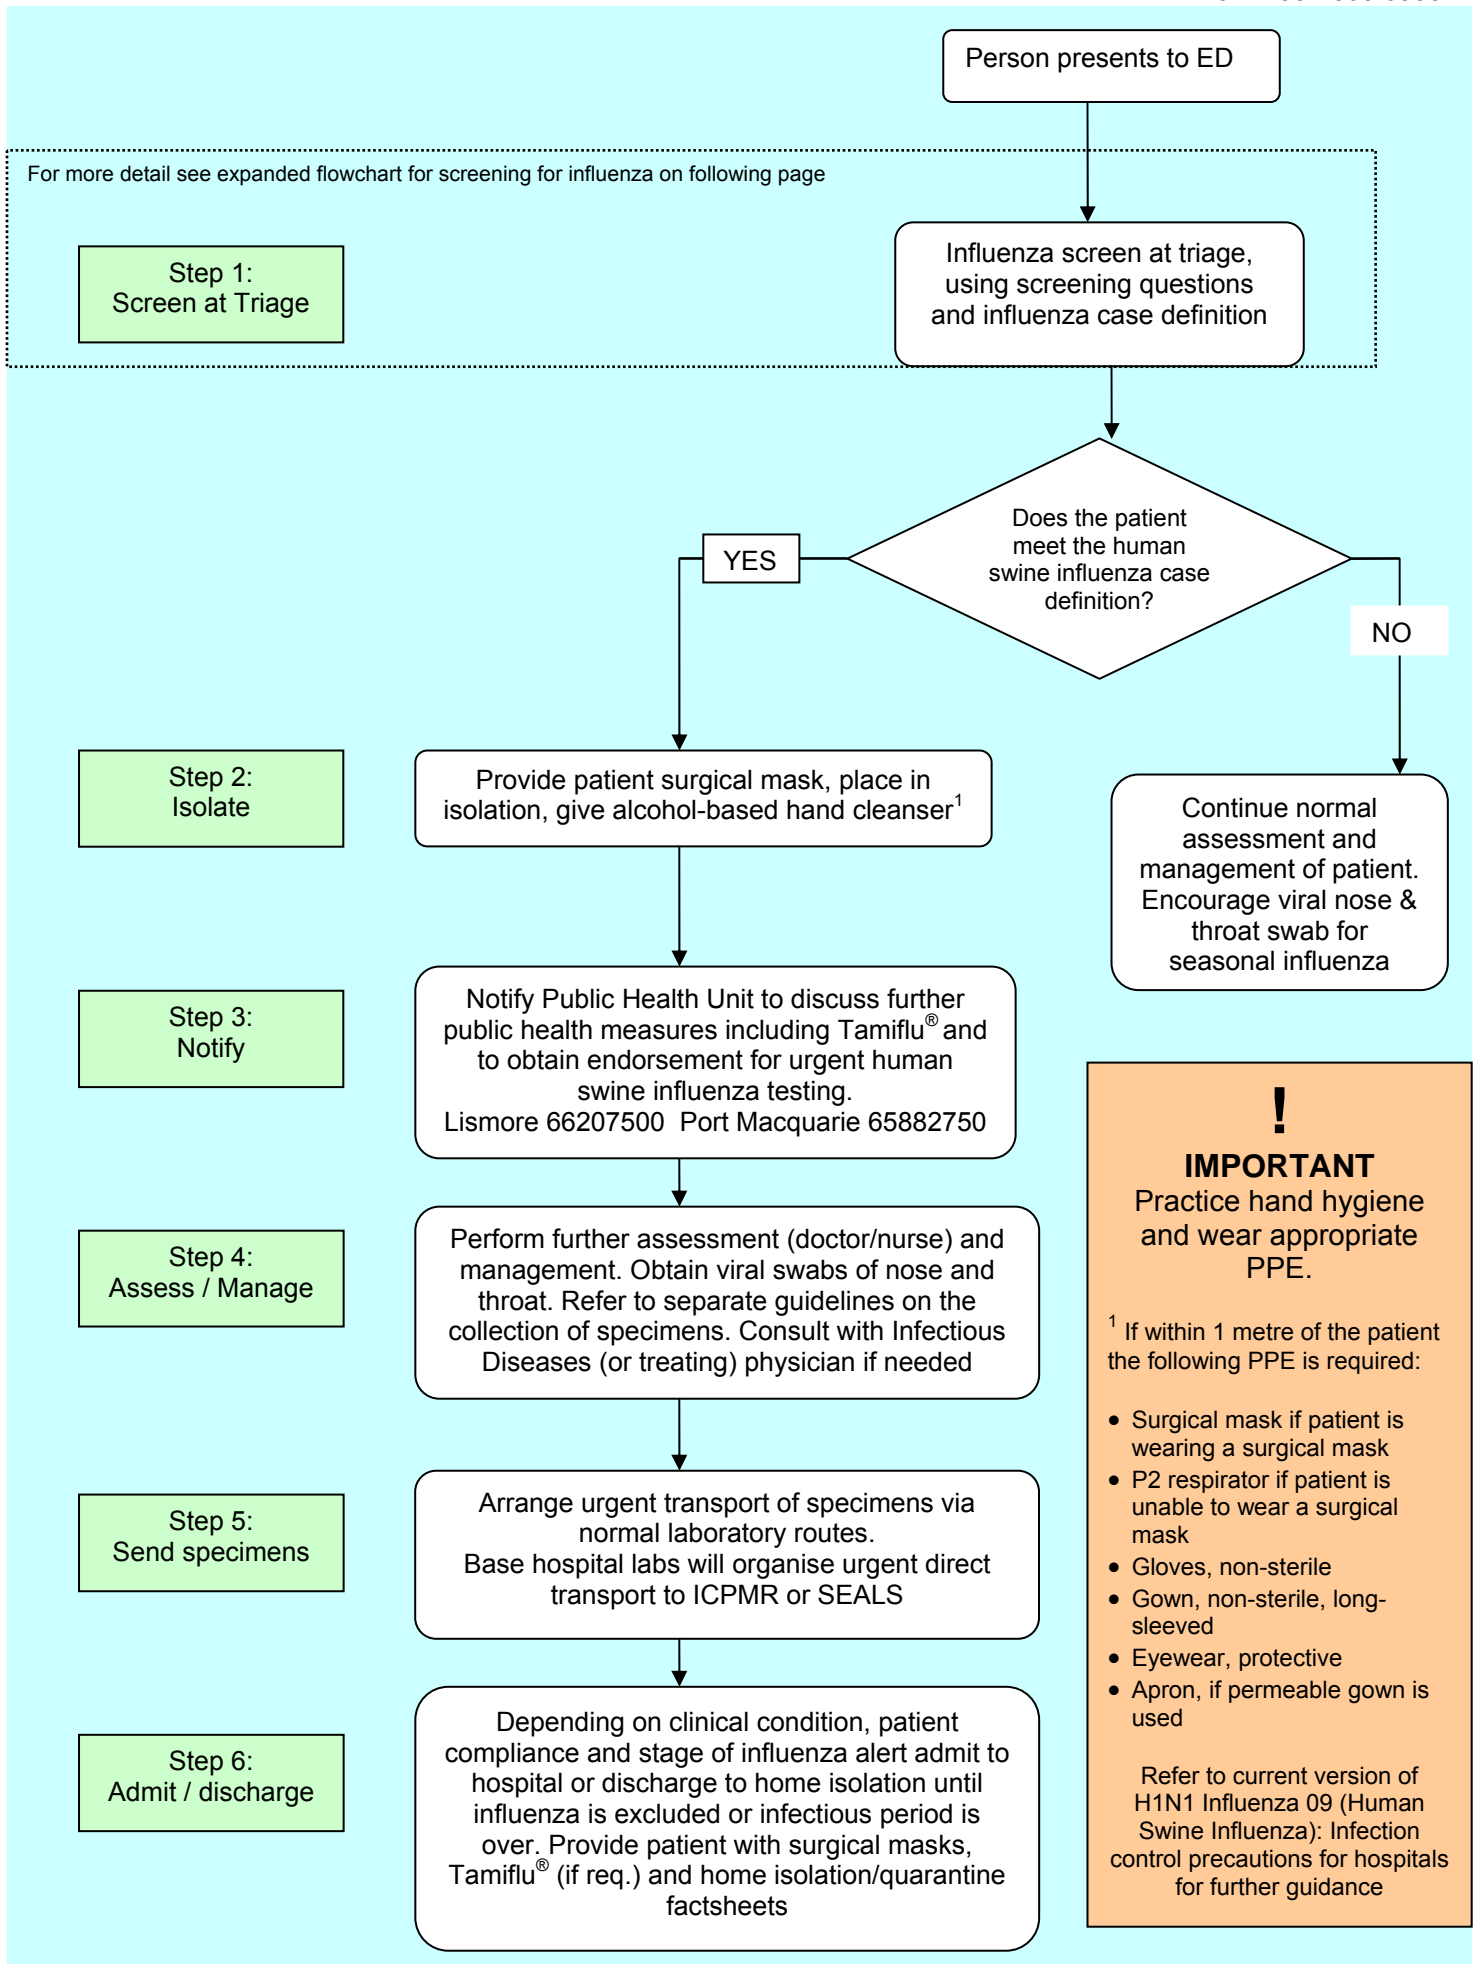 Person presents to ED
For more detail see expanded flowchart for screening for influenza on following page
Step 1:
Screen at Triage
Influenza screen at triage,
using screening questions
and influenza case definition
Does the patient
meet the human
swine influenza case
definition?
YES
NO
Step 2:
Isolate
Provide patient surgical mask, place in
isolation, give alcohol-based hand cleanser1
Continue normal
assessment and
management of patient.
Encourage viral nose &
throat swab for
seasonal influenza
Step 3:
Notify
Notify Public Health Unit to discuss further
public health measures including Tamiflu® and
to obtain endorsement for urgent human
swine influenza testing.
Lismore 66207500  Port Macquarie 65882750
Step 4:
Assess / Manage
Perform further assessment (doctor/nurse) and
management. Obtain viral swabs of nose and
throat. Refer to separate guidelines on the
collection of specimens. Consult with Infectious
Diseases (or treating) physician if needed
Step 5:
Send specimens
Arrange urgent transport of specimens via
normal laboratory routes.
Base hospital labs will organise urgent direct
transport to ICPMR or SEALS
Step 6:
Admit / discharge
Depending on clinical condition, patient
compliance and stage of influenza alert admit to
hospital or discharge to home isolation until
influenza is excluded or infectious period is
over. Provide patient with surgical masks,
Tamiflu® (if req.) and home isolation/quarantine
factsheets
!
IMPORTANT
Practice hand hygiene
and wear appropriate
PPE.
1 If within 1 metre of the patient
the following PPE is required:
• Surgical mask if patient is
wearing a surgical mask
• P2 respirator if patient is
unable to wear a surgical
mask
• Gloves, non-sterile
• Gown, non-sterile, long-
sleeved
• Eyewear, protective
• Apron, if permeable gown is
used
Refer to current version of
H1N1 Influenza 09 (Human
Swine Influenza): Infection
control precautions for hospitals
for further guidance